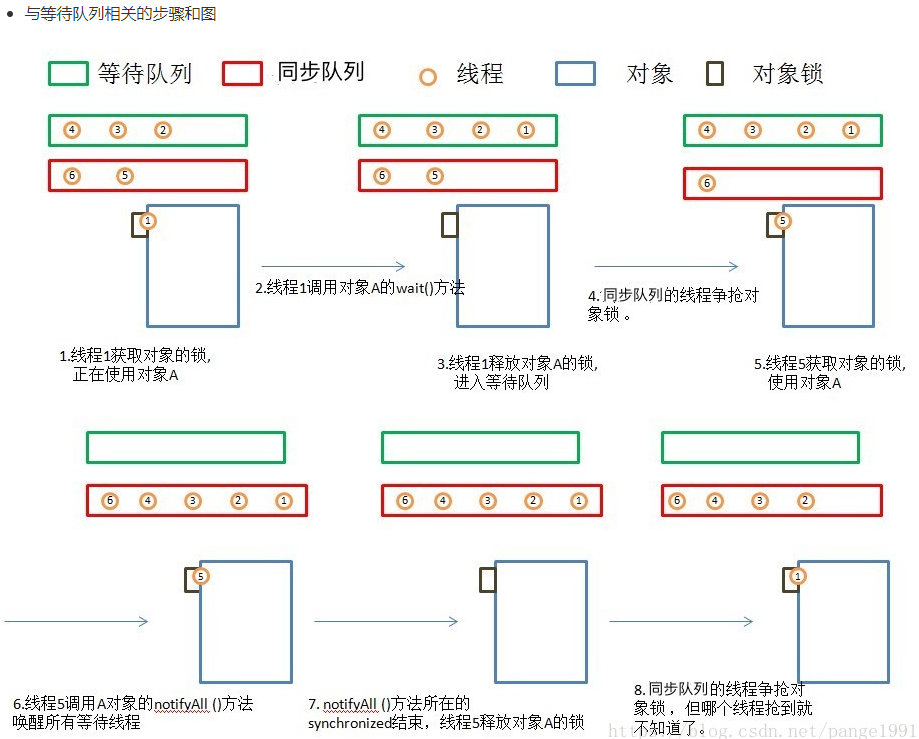 与等待队列相关的步骤和图
等待队列 同步队列 线程 对象 对象锁
4 3 2
4 3 2 1
4 3 2 1
6 5
6 5
6
1
5
2.线程1调用对象A的wait()方法
4.同步队列的线程争抢对
象锁 。
1.线程1获取对象的锁,
正在使用对象A
3.线程1释放对象A的锁,
进入等待队列
5.线程5获取对象的锁,
使用对象A
6 4 3 2 1
6 4 3 2 1
6 4 3 2
5
1
6.线程5调用A对象的notifyAll ()方法
唤醒所有等待线程
7. notifyAll ()方法所在的
synchronized结束，线程5释放对象A的锁
8.同步队列的线程争抢对
象锁 ，但哪个线程抢到就
不知道了。
http://blog.csdn.net/pange1991